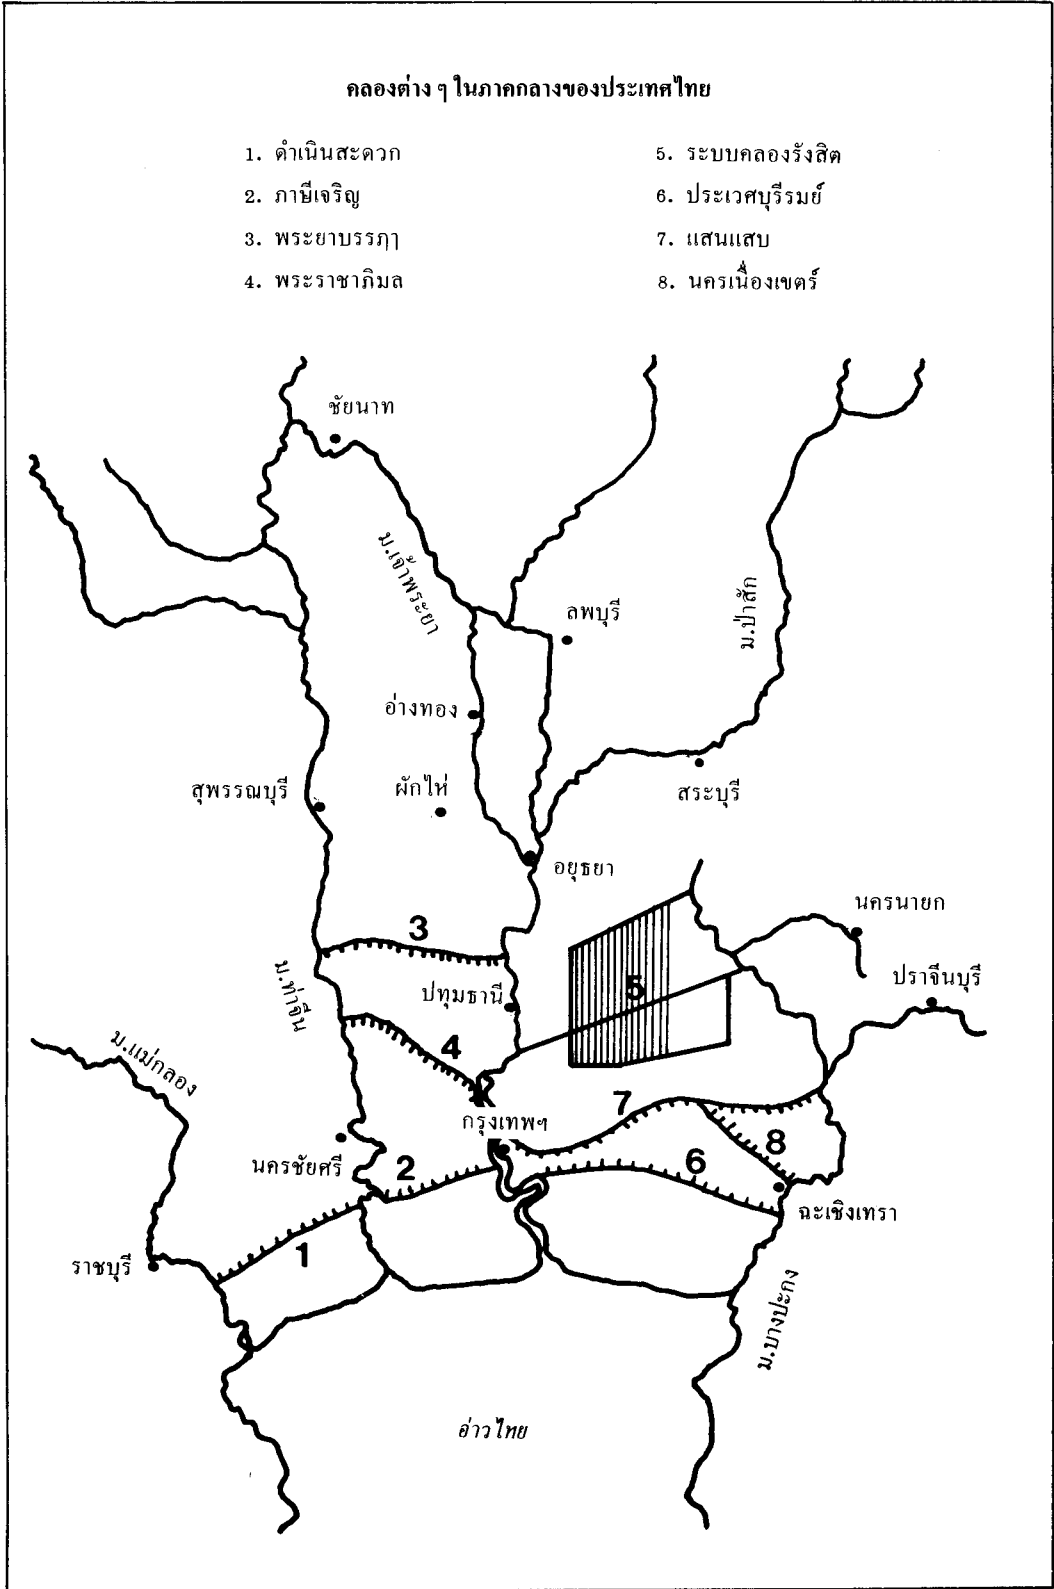 คลองต่าง ๆ ในภาคกลางของประเทศไทย
1. ดำเนินสะดวก
2. ภาษีเจริญ
3. พระยาบรรฦๅ
4. พระราชาภิมล
5. ระบบคลองรังสิต
6. ประเวศบุรีรมย์
7. แสนแสบ
8. นครเนื่องเขตร์
ชัยนาท
ม.เจ้าพระยา
ลพบุรี
ม.ป่าสัก
อ่างทอง
สุพรรณบุรี
ผักไห่
สระบุรี
อยุธยา
นครนายก
3
ม.ท่าจีน
ปทุมธานี
5
ปราจีนบุรี
ม.แม่กลอง
4
7
กรุงเทพฯ
8
นครชัยศรี
2
6
ฉะเชิงเทรา
ราชบุรี
1
ม.บางปะกง
อ่าวไทย